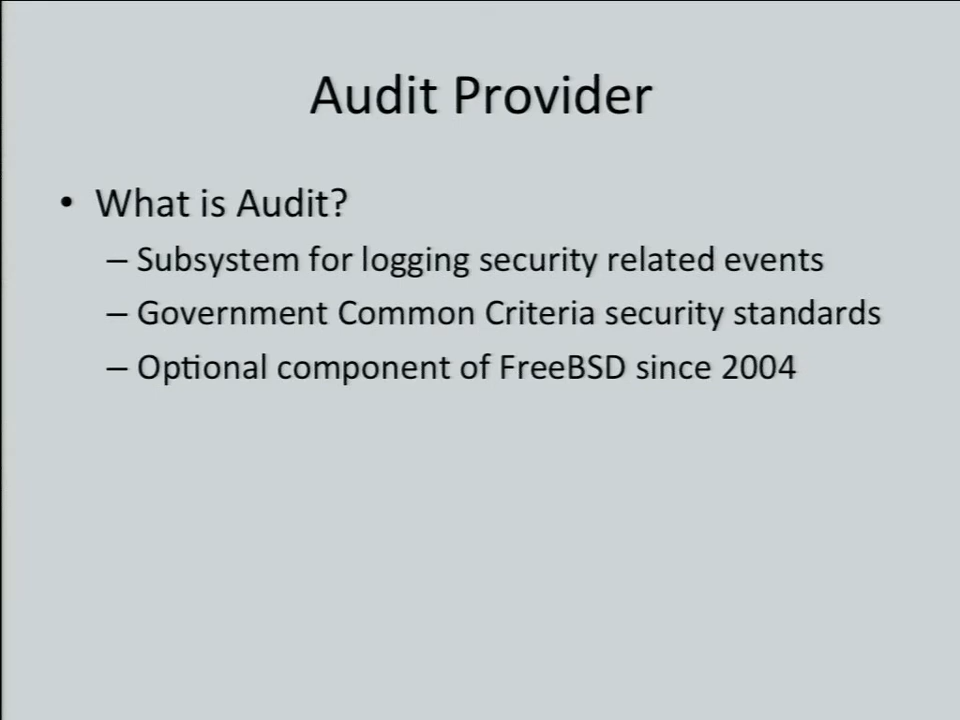 Audit Provider
• What is Audit?
– Subsystem for logging security related events
– Government Common Criteria security standards
– Optional component of FreeBSD since 2004